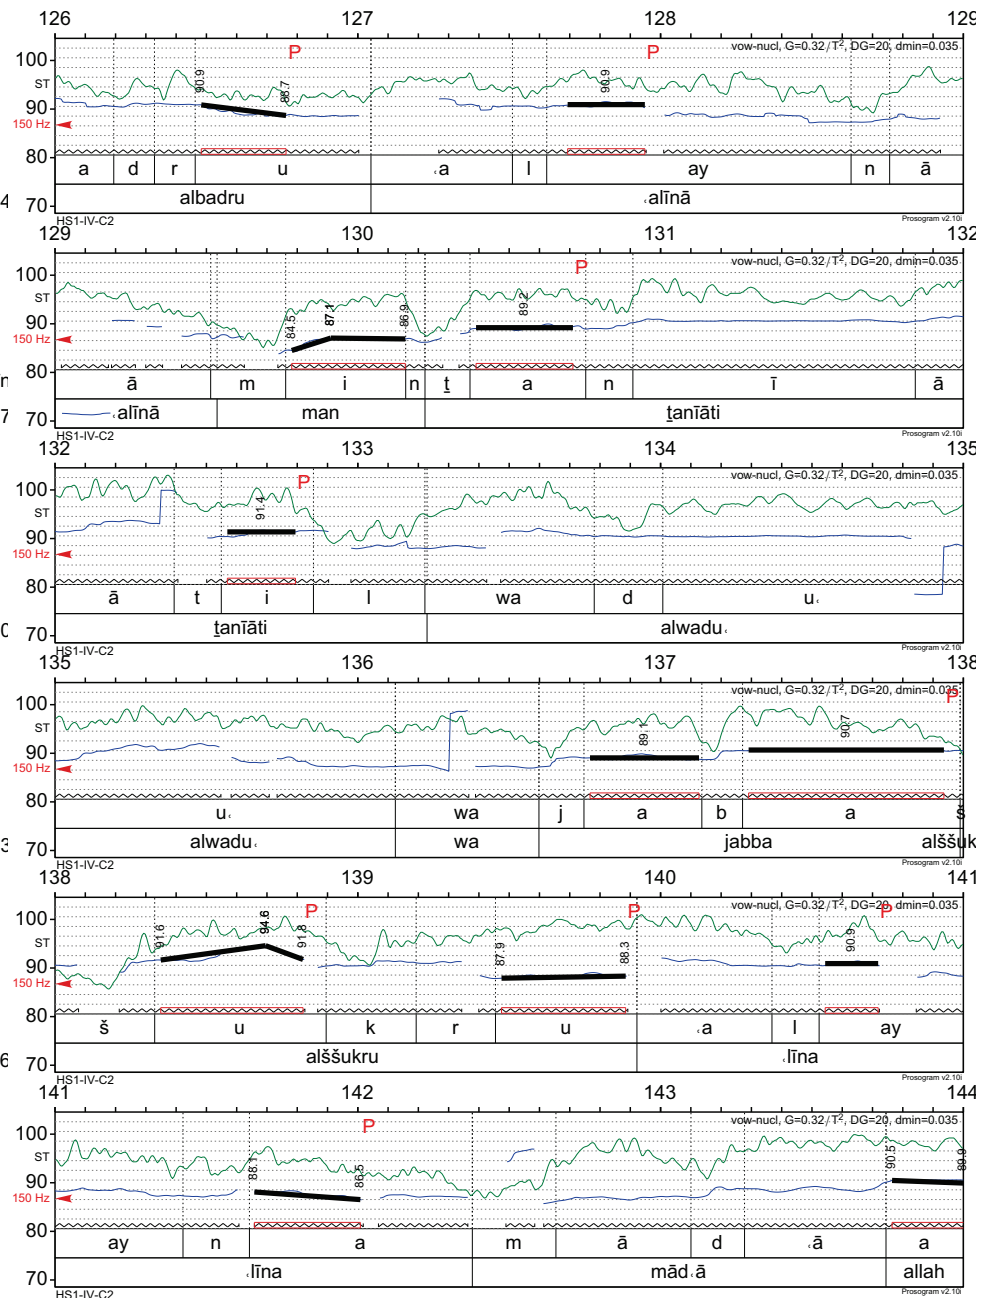 126 127 128 129
vow-nucl, G=0.32/T², DG=20, dmin=0.035
100
ST
90
150 Hz
80
70
P P
90.9 88.7 90.9
a d r u ʿa l ay n ā
albadru ʿalīnā
HS1-IV-C2
Prosogram v2.10i
129 130 131 132
vow-nucl, G=0.32/T², DG=20, dmin=0.035
100
ST
90
150 Hz
80
70
P
84.5 87.1 86.9 89.2
ā m i n ṯ a n ī ā
ʿalīnā man ṯanīāti
HS1-IV-C2
Prosogram v2.10i
132 133 134 135
100
ST
90
150 Hz
80
70
P
91.4
ā t i l wa d uʿ
ṯanīāti alwaduʿ
HS1-IV-C2
Prosogram v2.10i
135 136 137 138
vow-nucl, G=0.32/T², DG=20, dmin=0.035
100
ST
90
150 Hz
80
70
P
89.1 90.7
uʿ wa j a b a š
alwaduʿ wa jabba alššuk
HS1-IV-C2
Prosogram v2.10i
138 139 140 141
vow-nucl, G=0.32/T², DG=20, dmin=0.035
100
ST
90
150 Hz
80
70
P P P
91.6 94.6 91.8 87.9 88.3 90.9
š u k r u ʿa l ay
alššukru ʿlīna
HS1-IV-C2
Prosogram v2.10i
141 142 143 144
vow-nucl, G=0.32/T², DG=20, dmin=0.035
100
ST
90
150 Hz
80
70
P
88.1 86.5 90.5 89.9
ay n a m ā d ʿā a
ʿlīna mādʿā allah
HS1-IV-C2
Prosogram v2.10i